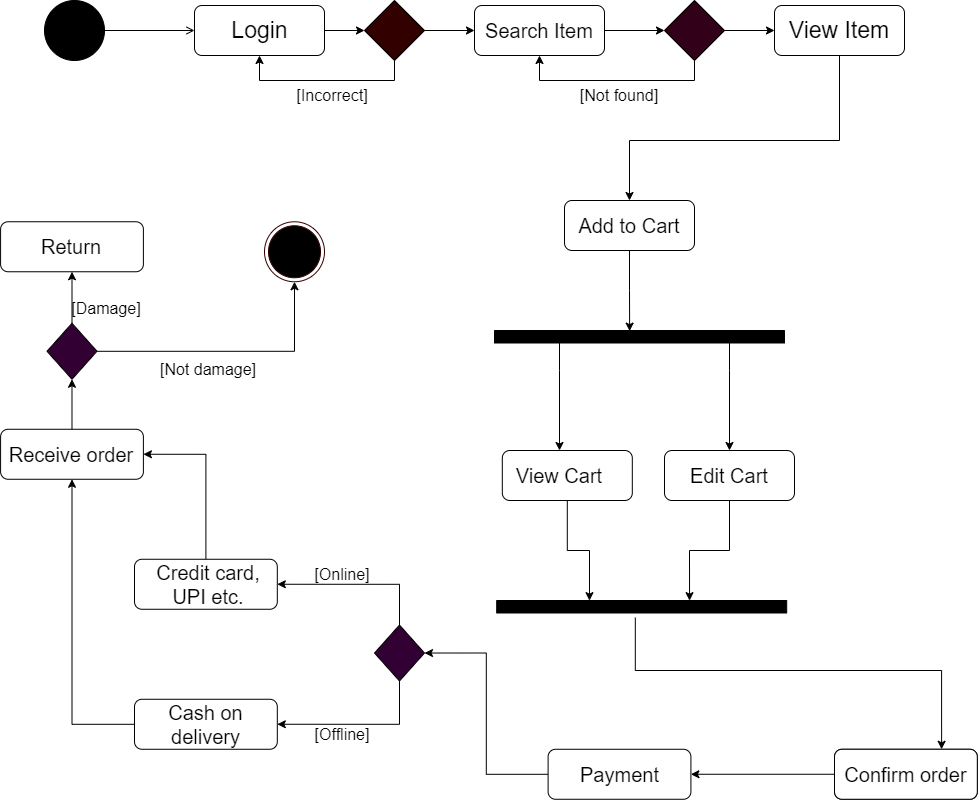 Login
Search Item
View Item
[Incorrect]
[Not found]
Add to Cart
Return
[Damage]
[Not damage]
Receive order
View Cart
Edit Cart
Credit card,
UPI etc.
[Online]
Cash on
delivery
[Offline]
Payment
Confirm order